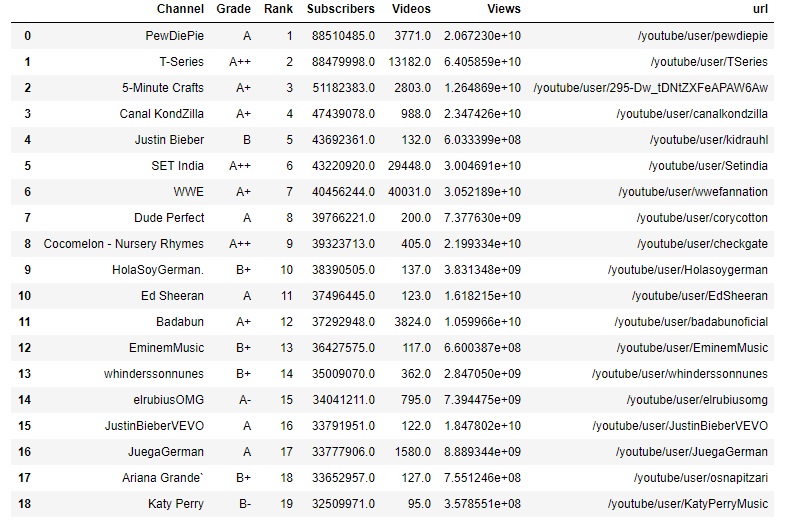 Channel Grade Rank Subscribers Videos Views url
0 PewDiePie A 1 88510485.0 3771.0 2.067230e+10 /youtube/user/pewdiepie
1 T-Series A++ 2 88479998.0 13182.0 6.405859e+10 /youtube/user/TSeries
2 5-Minute Crafts A+ 3 51182383.0 2803.0 1.264869e+10 /youtube/user/295-Dw_tDNtZXFeAPAW6Aw
3 Canal KondZilla A+ 4 47439078.0 988.0 2.347426e+10 /youtube/user/canalkondzilla
4 Justin Bieber B 5 43692361.0 132.0 6.033399e+08 /youtube/user/kidrauhl
5 SET India A++ 6 43220920.0 29448.0 3.004691e+10 /youtube/user/Setindia
6 WWE A+ 7 40456244.0 40031.0 3.052189e+10 /youtube/user/wwefannation
7 Dude Perfect A 8 39766221.0 200.0 7.377630e+09 /youtube/user/corycotton
8 Cocomelon - Nursery Rhymes A++ 9 39323713.0 405.0 2.199334e+10 /youtube/user/checkgate
9 HolaSoyGerman. B+ 10 38390505.0 137.0 3.831348e+09 /youtube/user/Holasoygerman
10 Ed Sheeran A 11 37496445.0 123.0 1.618215e+10 /youtube/user/EdSheeran
11 Badabun A+ 12 37292948.0 3824.0 1.059966e+10 /youtube/user/badabunoficial
12 EminemMusic B+ 13 36427575.0 117.0 6.600387e+08 /youtube/user/EminemMusic
13 whinderssonnunes B+ 14 35009070.0 362.0 2.847050e+09 /youtube/user/whinderssonnunes
14 elrubiusOMG A- 15 34041211.0 795.0 7.394475e+09 /youtube/user/elrubiusomg
15 JustinBieberVEVO A 16 33791951.0 122.0 1.847802e+10 /youtube/user/JustinBieberVEVO
16 JuegaGerman A 17 33777906.0 1580.0 8.889344e+09 /youtube/user/JuegaGerman
17 Ariana Grande` B+ 18 33652957.0 127.0 7.551246e+08 /youtube/user/osnapitzari
18 Katy Perry B- 19 32509971.0 95.0 3.578551e+08 /youtube/user/KatyPerryMusic